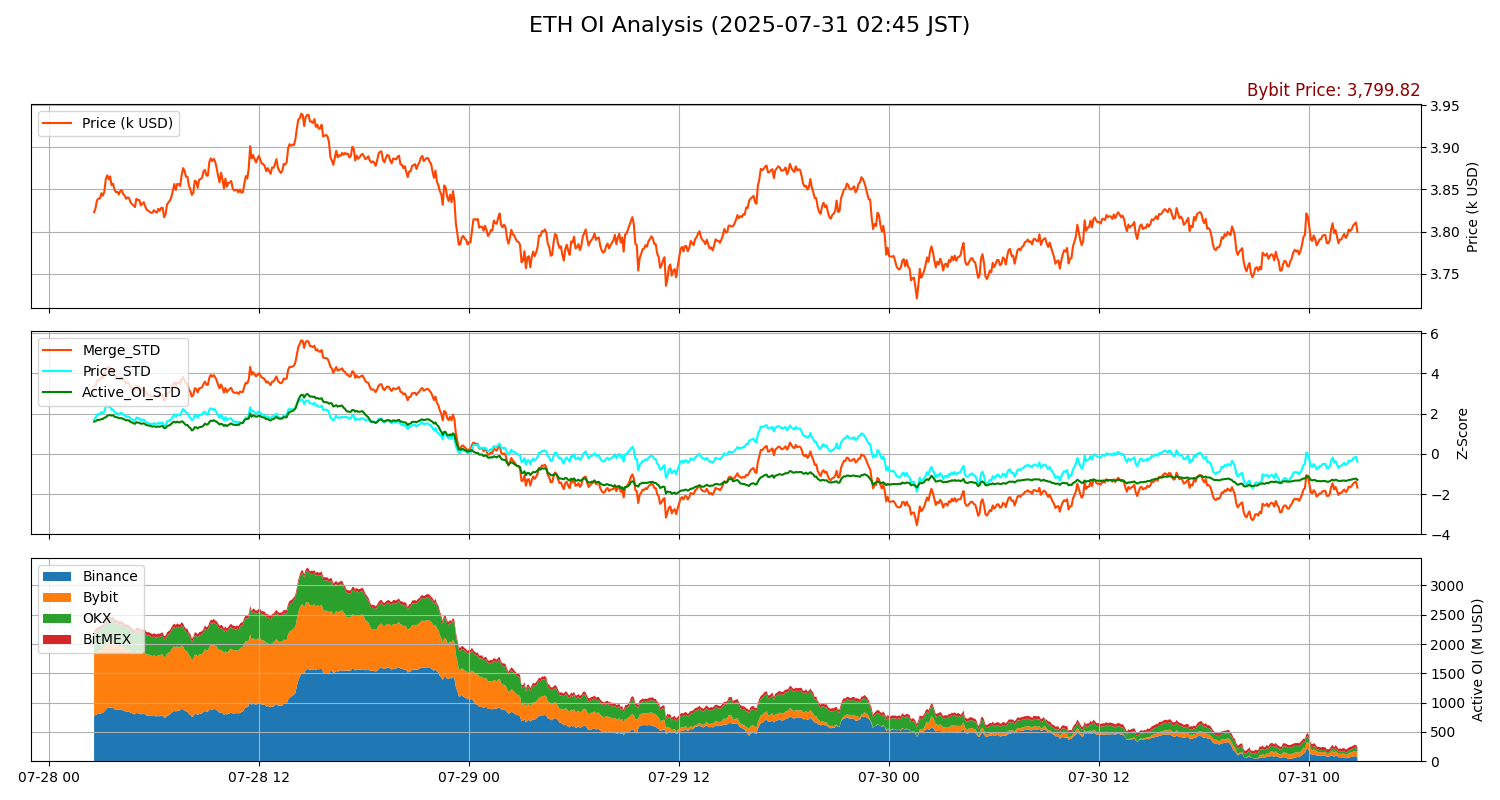 ETH OI Analysis (2025-07-31 02:45 JST)
Bybit Price: 3,799.82
Price (k USD)
3.95
3.90
3.85
3.80
3.75
Price (k USD)
Merge_STD
Price_STD
Active_OI_STD
6
4
2
0
−2
−4
Z-Score
Binance
Bybit
OKX
BitMEX
3000
2500
2000
1500
1000
500
0
Active OI (M USD)
07-28 00
07-28 12
07-29 00
07-29 12
07-30 00
07-30 12
07-31 00